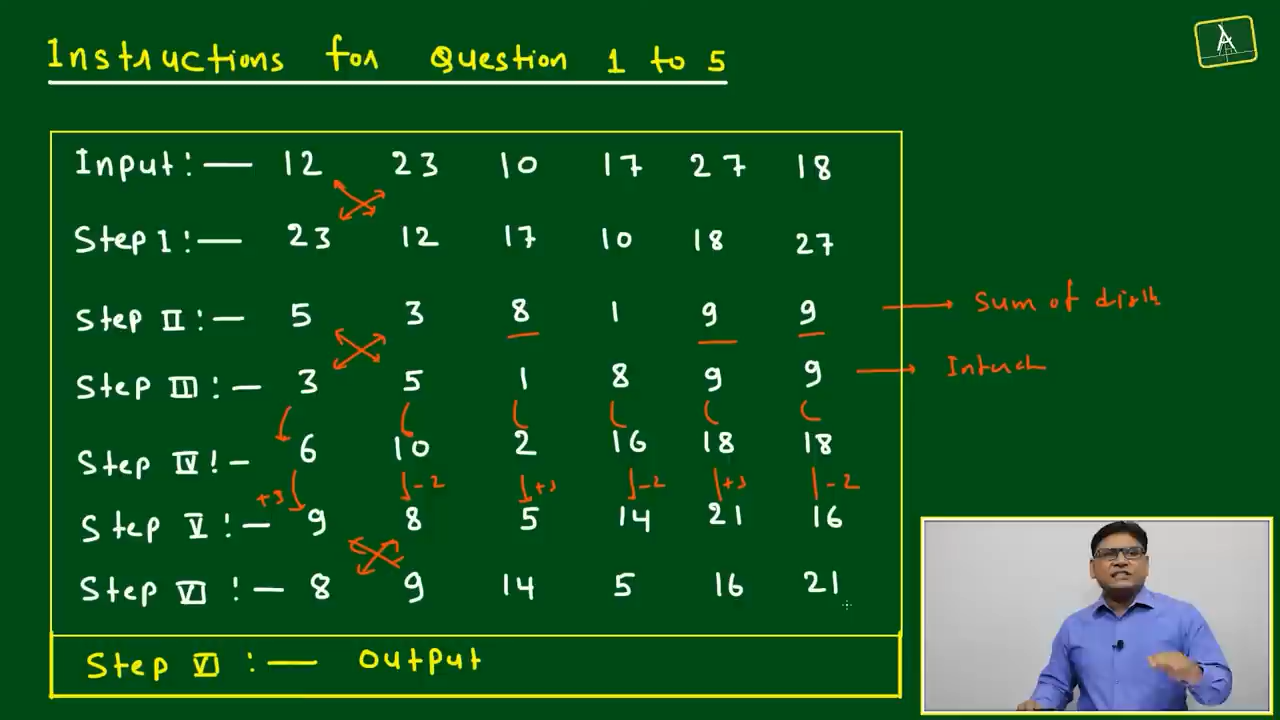 Instructions for Question 1 to 5
Input:— 12 23 10 17 27 18
Step I:— 23 12 17 10 18 27
Step II:— 5 3 8 1 9 9 → Sum of
Step III:— 3 5 1 8 9 9 →
Step IV:- 6 10 2 16 18 18
+3 -2 +3 -2 +3 -2
Step V:— 9 8 5 14 21 16
Step VI:— 8 9 14 5 16 21
Step VI:— output